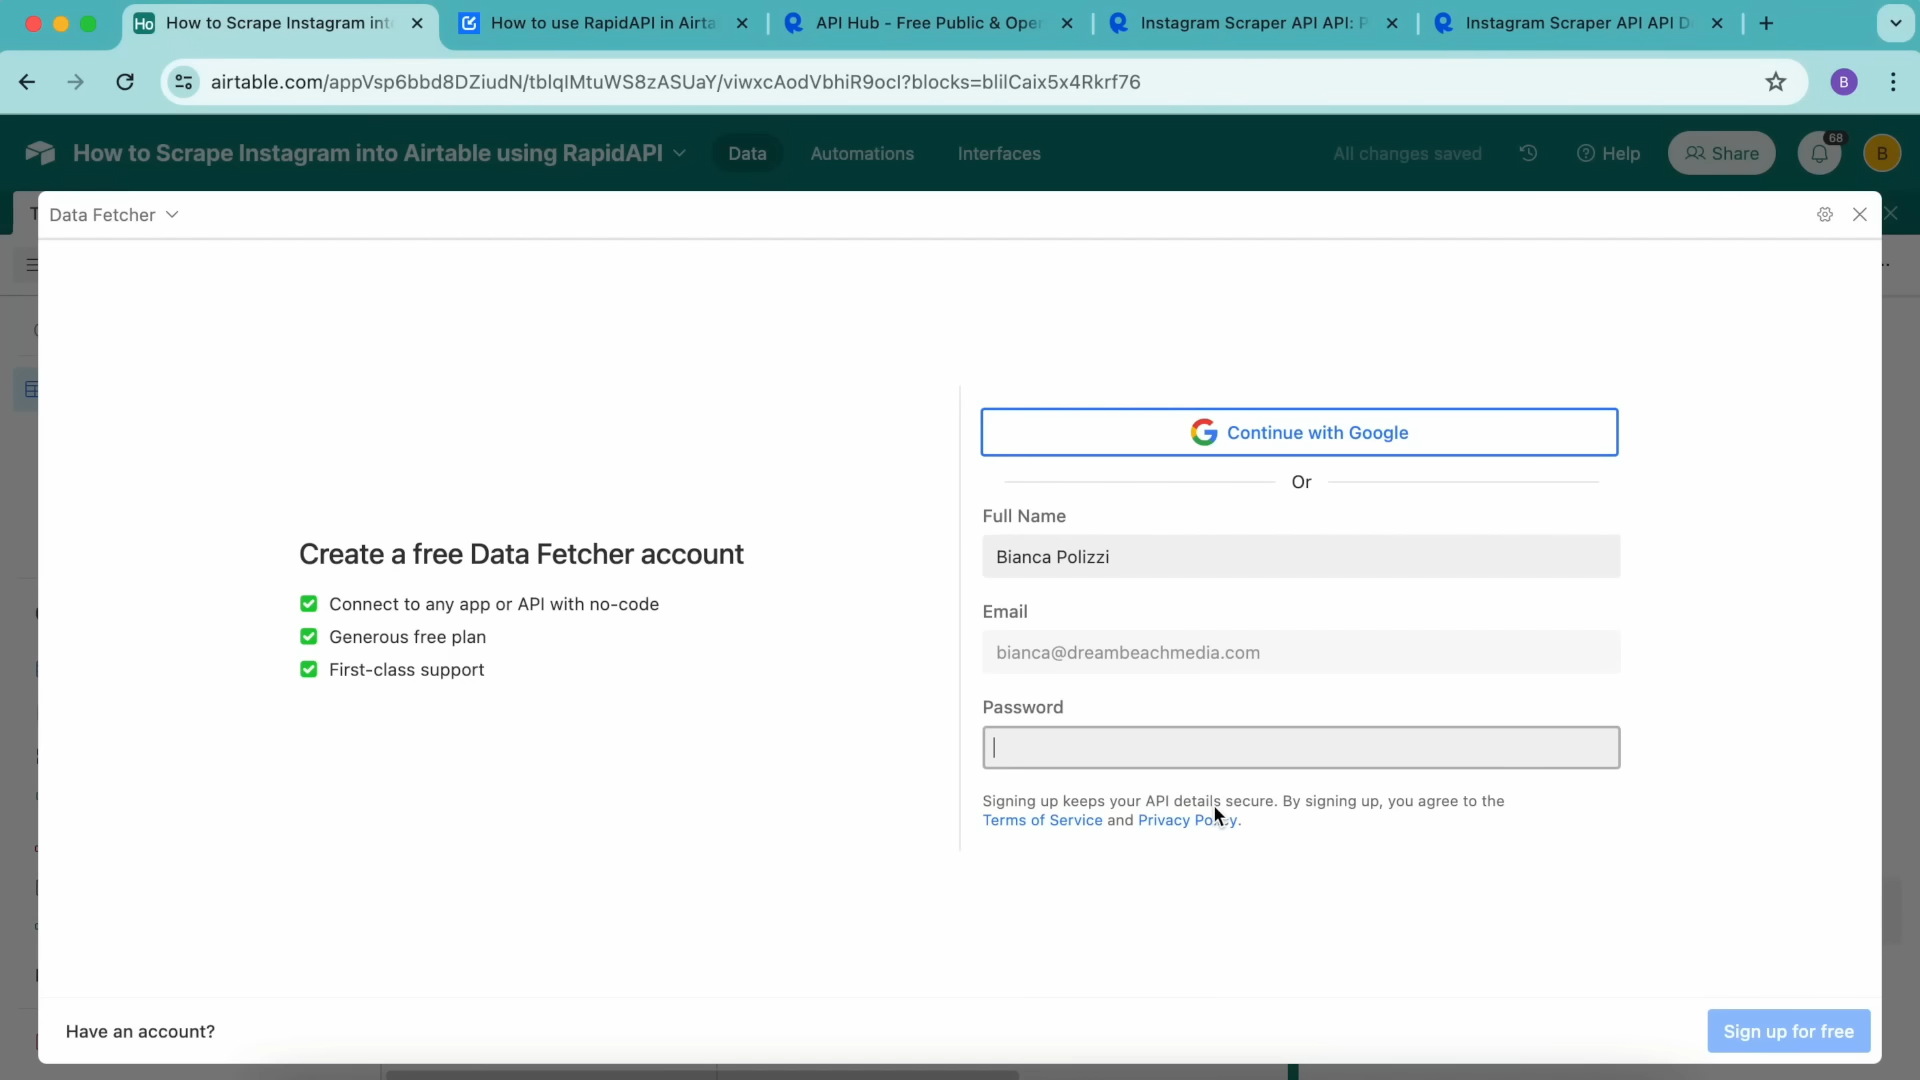 Ho How to Scrape Instagram int
How to use RapidAPI in Airta
API Hub - Free Public & Ope
Instagram Scraper API API: P
Instagram Scraper API API D
airtable.com/appVsp6bbd8DZiudN/tblqIMtuWS8zASUaY/viwxcAodVbhiR9ocI?blocks=bliICaix5x4Rkrf76
B
How to Scrape Instagram into Airtable using RapidAPI
Data
Automations
Interfaces
All changes saved
Help
Share
68
B
T
Data Fetcher
Create a free Data Fetcher account
Connect to any app or API with no-code
Generous free plan
First-class support
Continue with Google
Or
Full Name
Bianca Polizzi
Email
bianca@dreambeachmedia.com
Password
Signing up keeps your API details secure. By signing up, you agree to the
Terms of Service and Privacy Policy.
Have an account?
Sign up for free